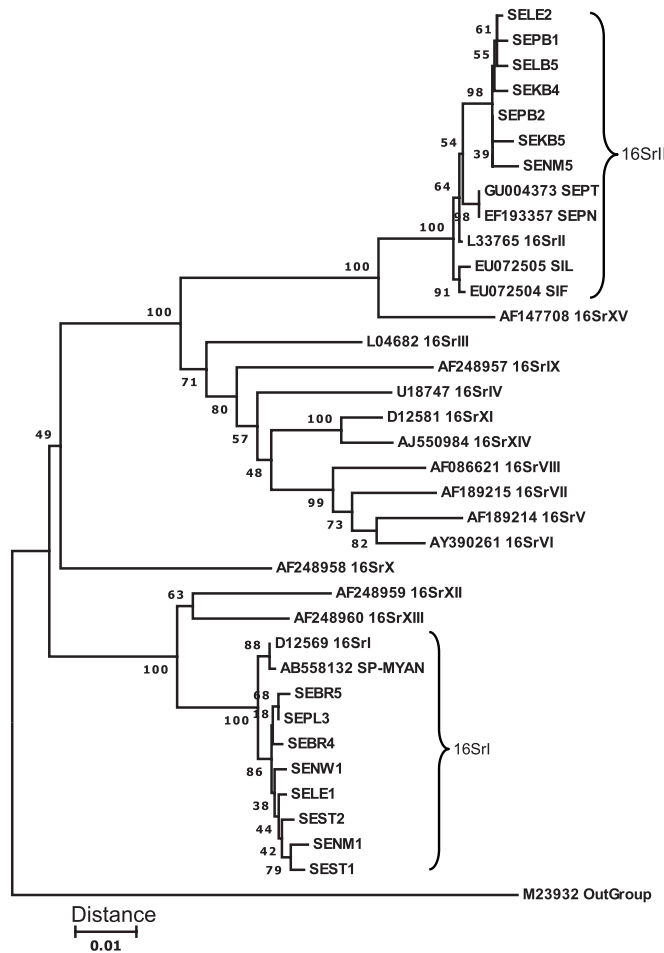 SELE2
61
SEPB1
55
SELB5
SEKB4
98
SEPB2
SEKB5
54
39
SENM5
16SrII
64
GU004373 SEPT
98
EF193357 SEPN
100
L33765 16SrII
100
EU072505 SIL
91
EU072504 SIF
100
AF147708 16SrXV
L04682 16SrIII
71
AF248957 16SrIX
80
U18747 16SrIV
49
57
100
D12581 16SrXI
AJ550984 16SrXIV
48
AF086621 16SrVIII
99
AF189215 16SrVII
73
AF189214 16SrV
82
AY390261 16SrVI
AF248958 16SrX
63
AF248959 16SrXII
AF248960 16SrXIII
88
D12569 16SrI
100
AB558132 SP-MYAN
68
SEBR5
100
18
SEPL3
SEBR4
16SrI
86
SENW1
38
SELE1
44
SEST2
42
SENM1
79
SEST1
M23932 OutGroup
Distance
0.01